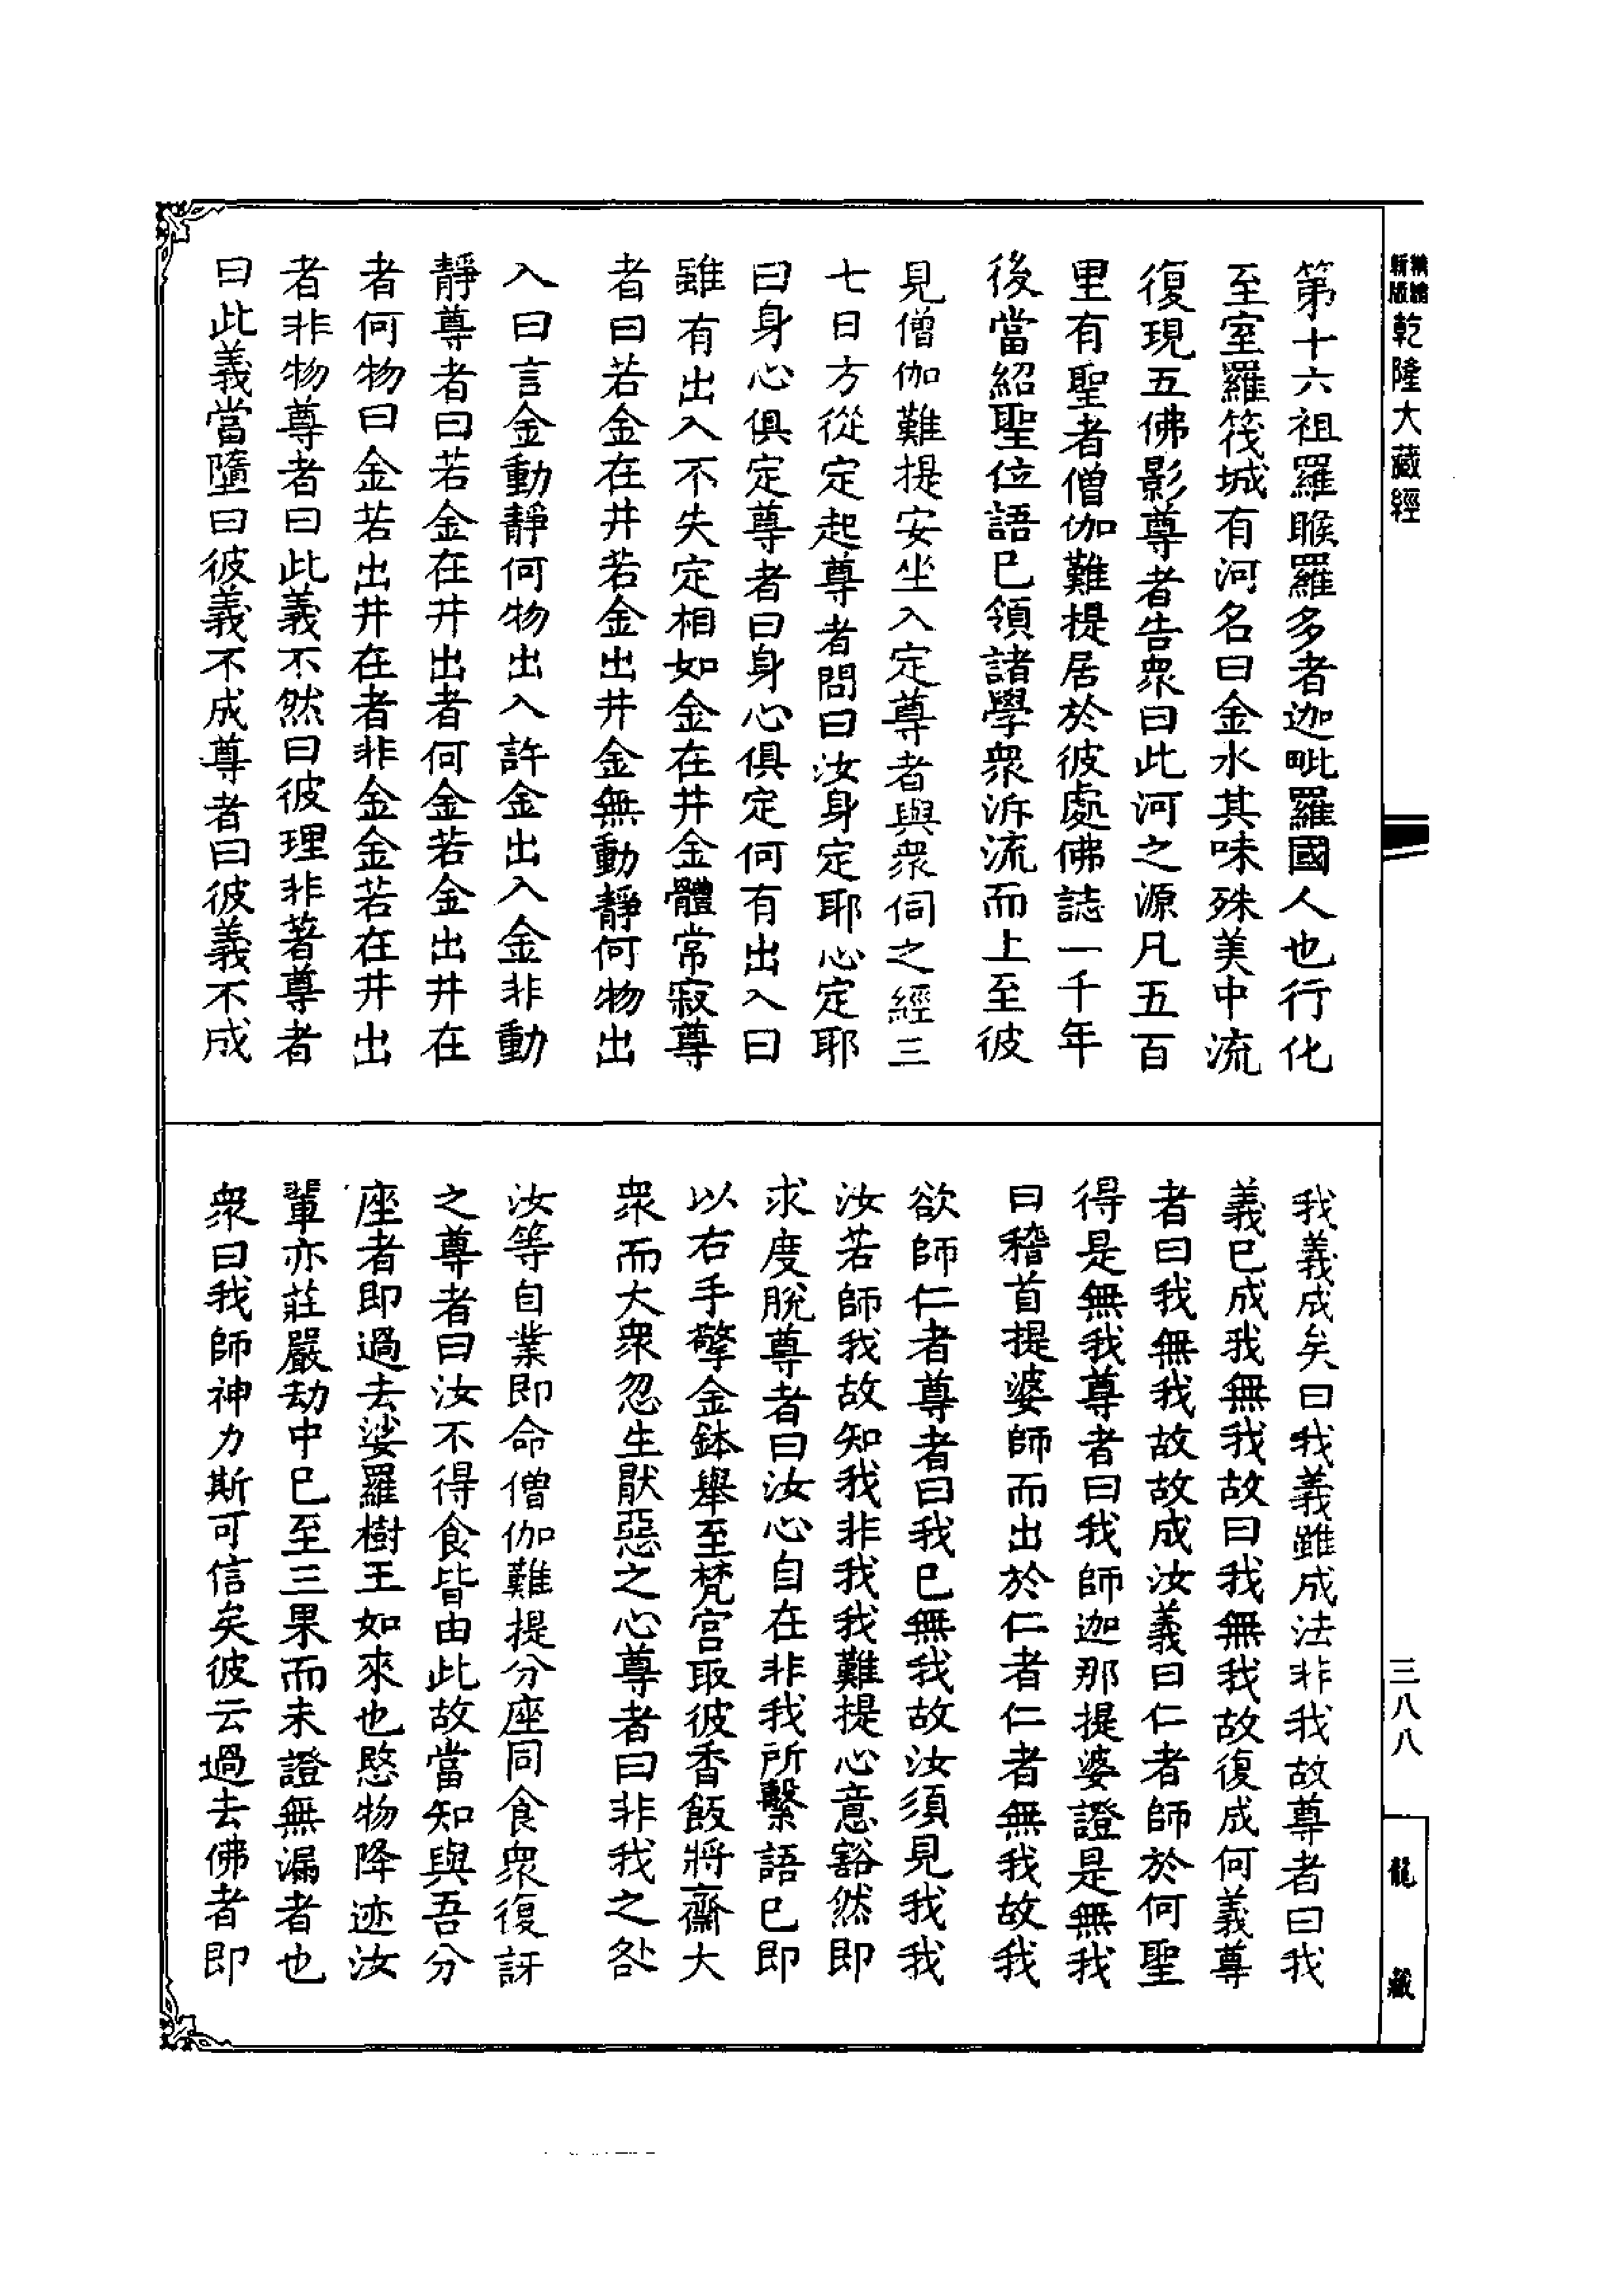 乾隆大藏經
第十六祖羅睺羅多者迦毗羅國人也行化
至室羅筏城有河名曰金水其味殊美中流
復現五佛影尊者告衆曰此河之源凡五百
里有聖者僧伽難提居於彼處佛誌一千年
後當紹聖位語已領諸學衆泝流而上至彼
見僧伽難提安坐入定尊者與衆伺之經三
七日方從定起尊者問曰汝身定耶心定耶
曰身心俱定尊者曰身心俱定何有出入曰
雖有出入不失定相如金在井金體常寂尊
者曰若金在井若金出井金無動靜何物出
入曰言金動靜何物出入許金出入金非動
靜尊者曰若金在井出者何金若金出井在
者何物曰金若出井在者非金金若在井出
者非物尊者曰此義不然曰彼理非著尊者
曰此義當墮曰彼義不成尊者曰彼義不成
我義成矣曰我義雖成法非我故尊者曰我
義已成我無我故曰我無我故復成何義尊
者曰我無我故故成汝義曰仁者師於何聖
得是無我尊者曰我師迦那提婆證是無我
曰稽首提婆師而出於仁者仁者無我故我
欲師仁者尊者曰我已無我故汝須見我我
汝若師我故知我非我我難提心意豁然即
求度脫尊者曰汝心自在非我所繫語已即
以右手擎金鉢舉至梵宮取彼香飯將齋大
衆而大衆忽生猒惡之心尊者曰非我之咎
汝等自業即命僧伽難提分座同食衆復訝
之尊者曰汝不得食皆由此故當知與吾分
座者即過去娑羅樹王如來也愍物降迹汝
輩亦莊嚴劫中已至三果而未證無漏者也
衆曰我師神力斯可信矣彼云過去佛者即
三八八
龍藏